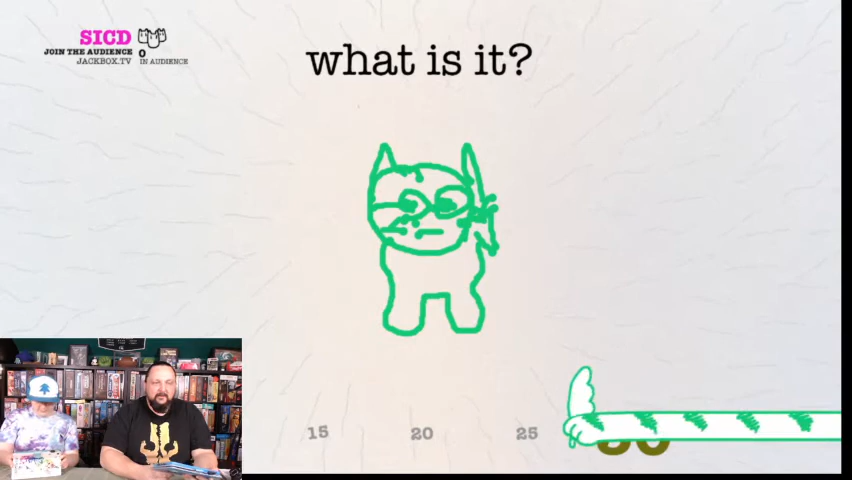 SICD
JOIN THE AUDIENCE 0
JACKBOX.TV IN AUDIENCE
what is it?
15 20 25